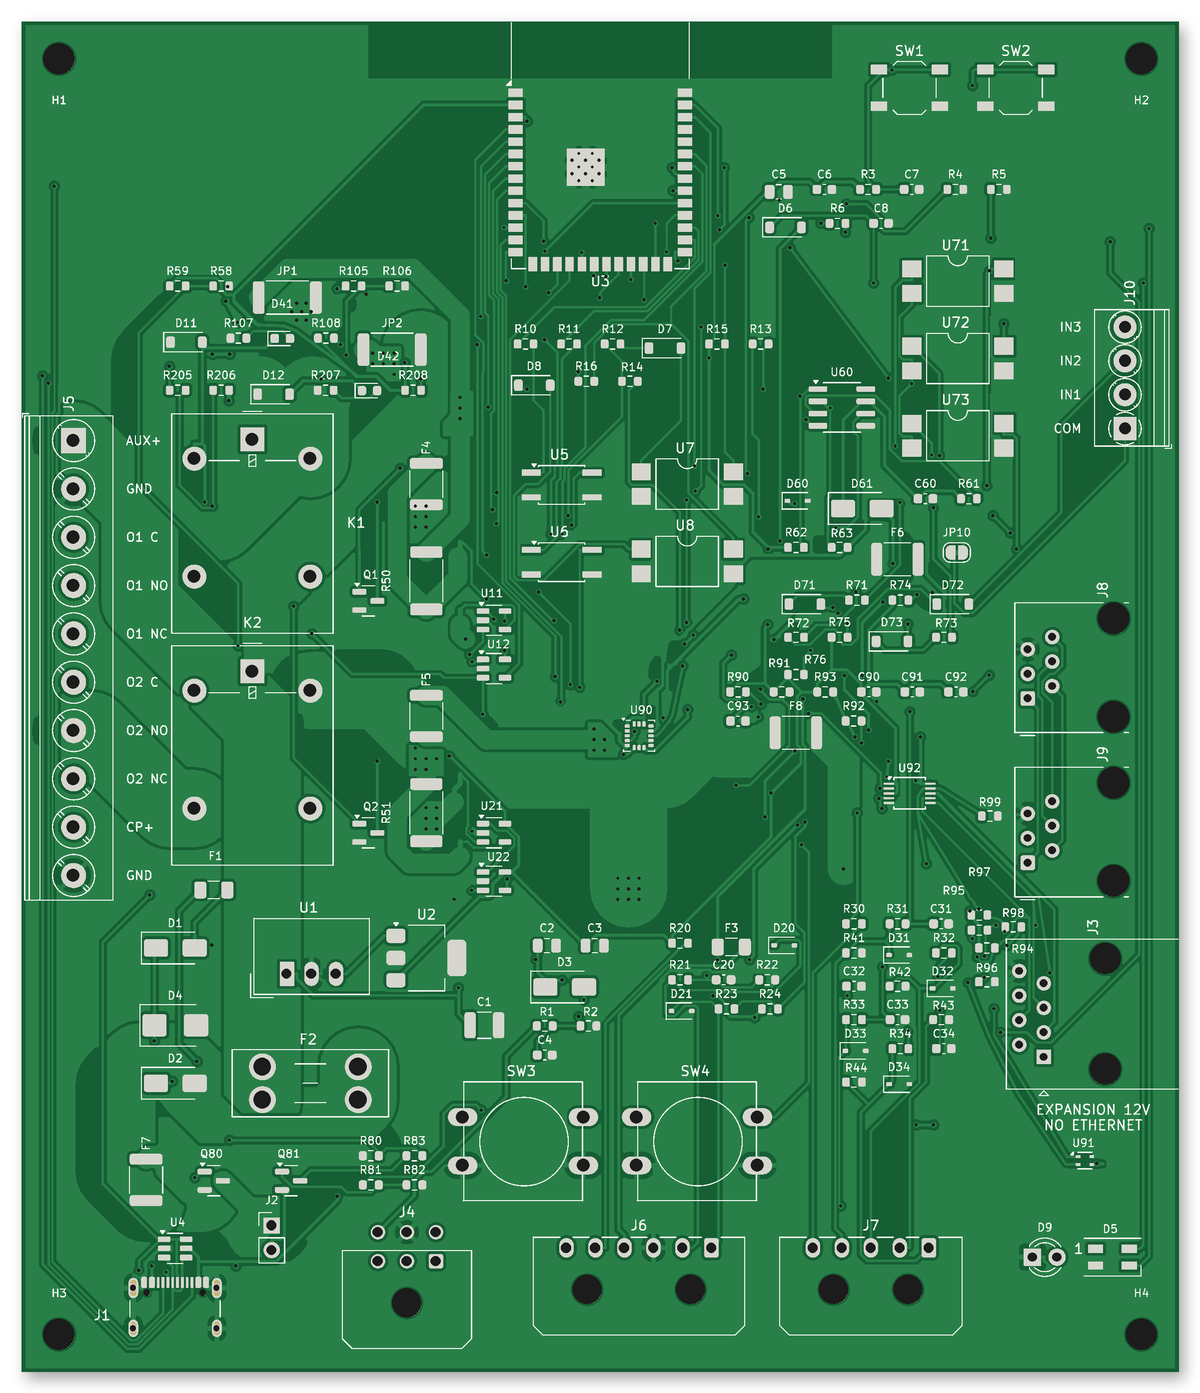 SW1 SW2
H1 H2
C5 C6 R3 C7 R4 R5
D6 R6 C8
U71
U3
R59 R58 JP1 R105 R106
D41
J10
D11 R107 R108 JP2
IN3
R10 R11 R12 D7 R15 R13
U72
D42
IN2
R205 R206 D12 R207 R208
D8 R16 R14 U60
IN1
J5
U73
AUX+
COM
F4
U5 U7
GND
D60 D61 C60 R61
K1
U6 U8
O1 C
R62 R63 F6 JP10
Q1
R50
O1 NO
D71 R71 R74 D72
J8
U11
K2
O1 NC
R72 R75 D73 R73
U12
R91 R76
O2 C
F5
R90 R93 C90 C91 C92
U90
C93 F8 R92
O2 NO
J9
U92
O2 NC
Q2
R51
U21
R99
CP+
F1
U22
R97
GND
R95
U1 U2
D1
C2 C3 R20 F3 D20
R30 R31 C31 R98
J3
R41 D31 R32 R94
D3
R21 C20 R22
C32 R42 D32 R96
D4
C1
D21 R23 R24
R1 R2
R33 C33 R43
F2
C4
D33 R34 C34
D2
SW3 SW4
R44 D34
EXPANSION 12V
NO ETHERNET
F7
Q80 Q81 R80 R83
U91
R81 R82
J2
U4
J4
J6 J7
D9 D5
1
H3 H4
J1